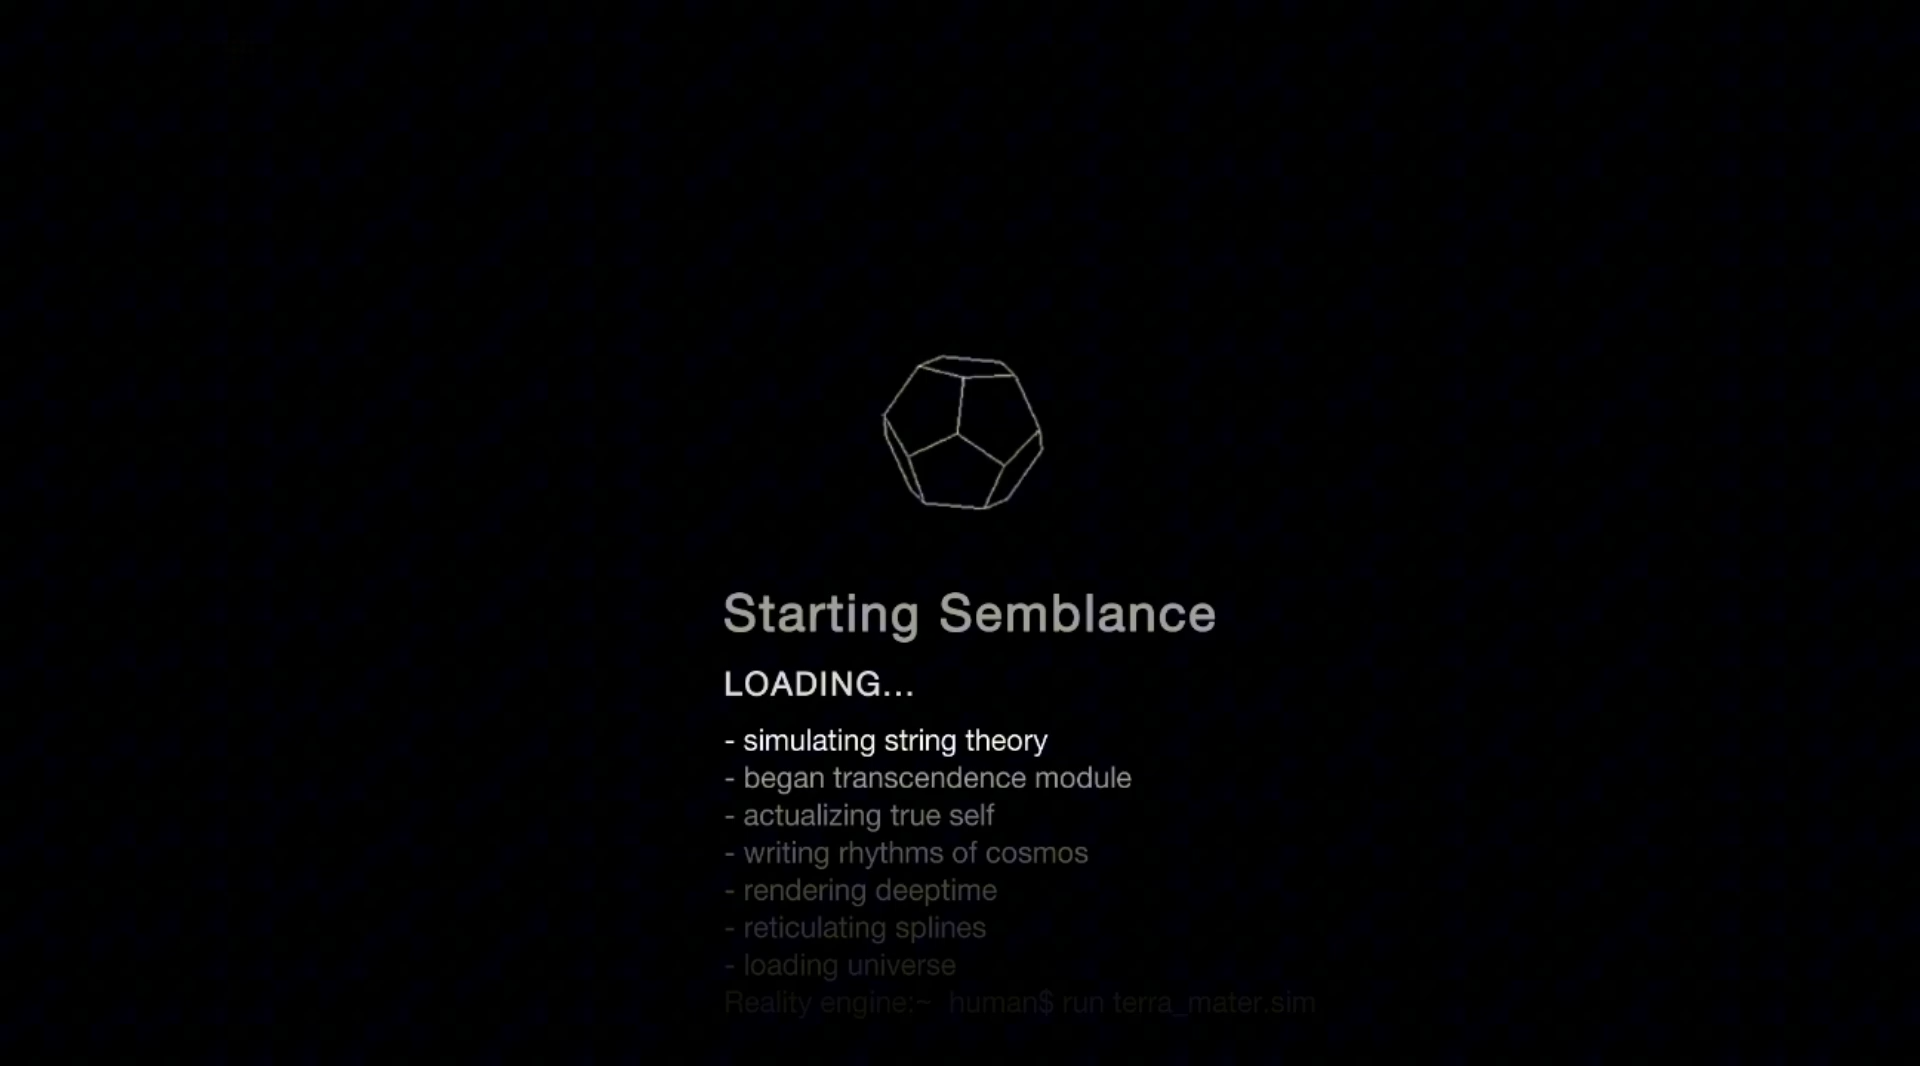 Starting Semblance
LOADING...
- simulating string theory
- began transcendence module
- actualizing true self
- writing rhythms of cosmos
- rendering deeptime
- reticulating splines
- loading universe
Reality engine:~ human$ run terra_mater.sim